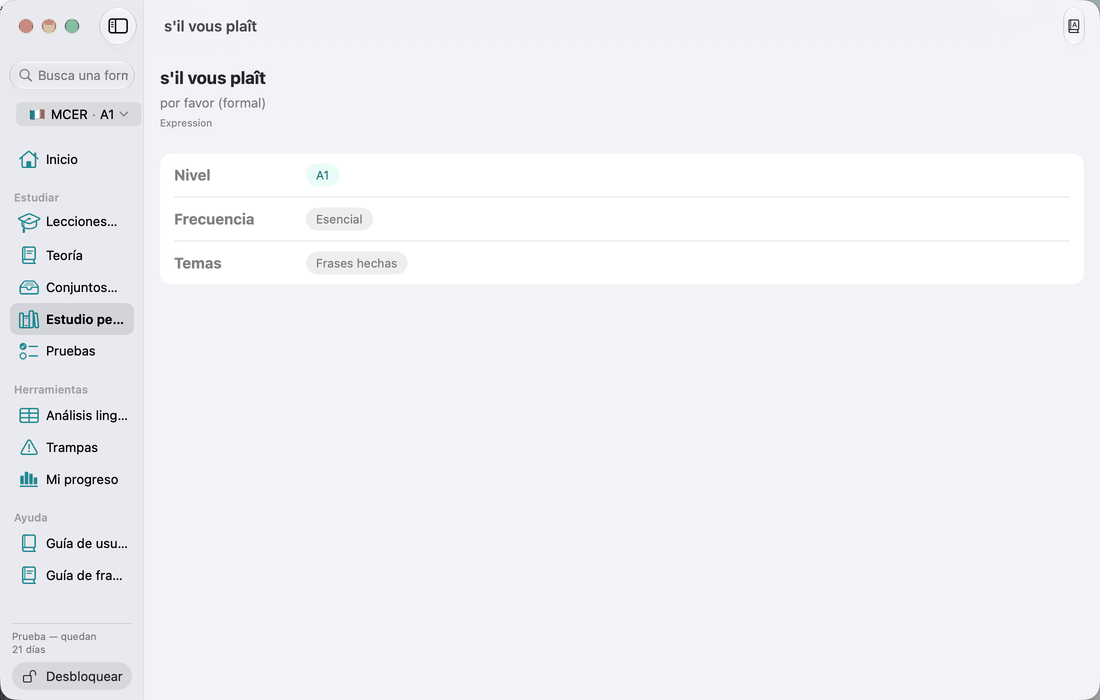 s'il vous plaît
Busca una forn
MCER · A1
Inicio
Estudiar
Lecciones...
Teoría
Conjuntos...
Estudio pe...
Pruebas
Herramientas
Análisis ling...
Trampas
Mi progreso
Ayuda
Guía de usu...
Guía de fra...
Prueba — quedan
21 días
Desbloquear
s'il vous plaît
por favor (formal)
Expression
Nivel A1
Frecuencia Esencial
Temas Frases hechas